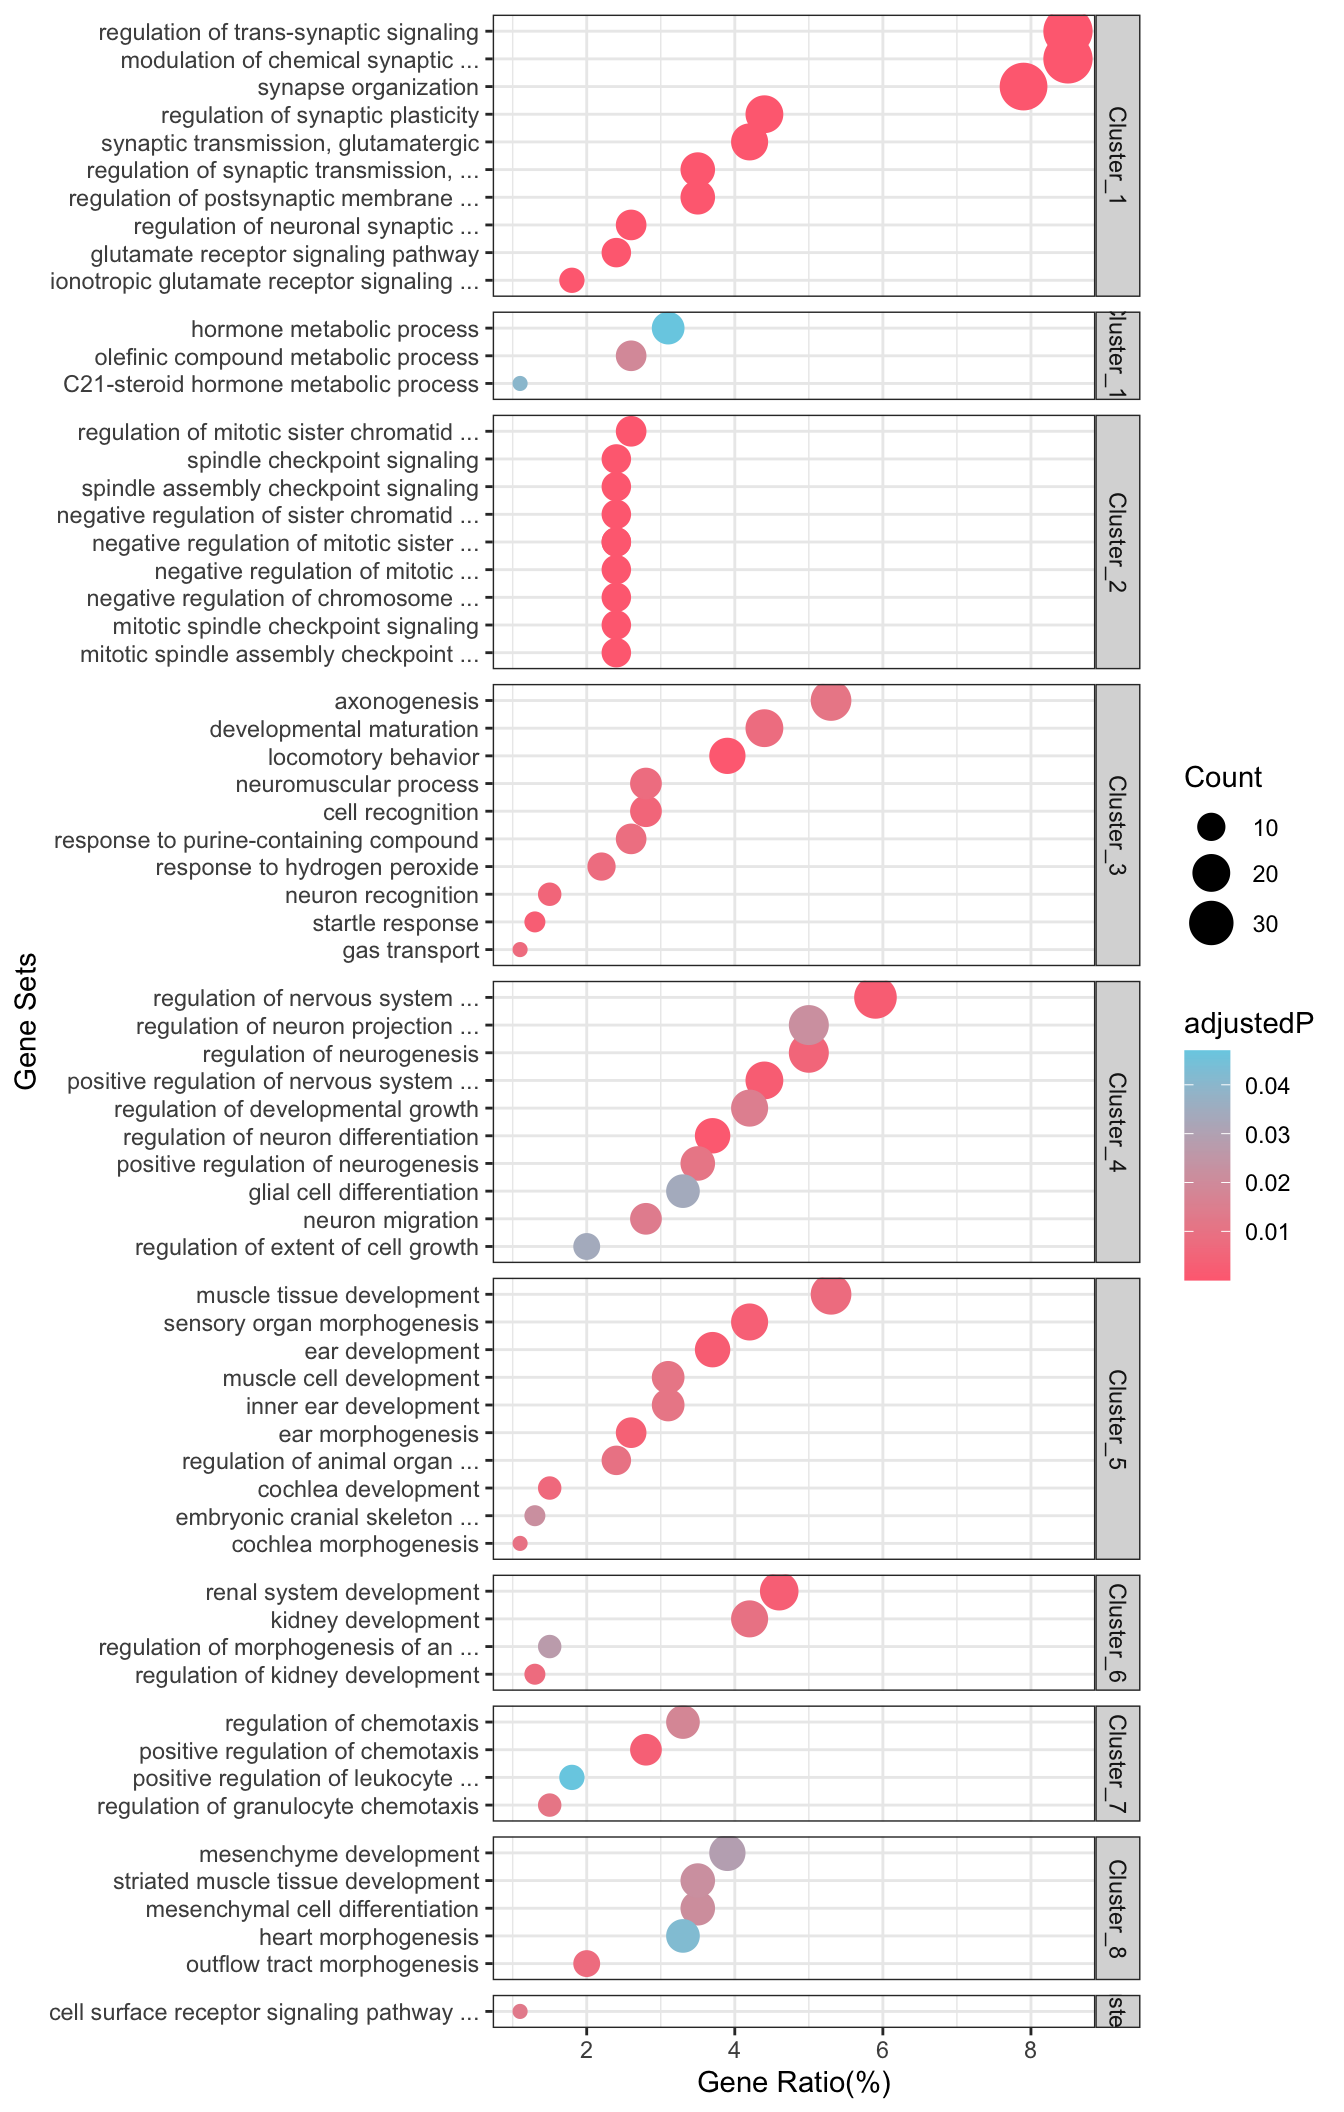 regulation of trans-synaptic signaling
modulation of chemical synaptic ...
synapse organization
regulation of synaptic plasticity
synaptic transmission, glutamatergic
regulation of synaptic transmission, ...
regulation of postsynaptic membrane ...
regulation of neuronal synaptic ...
glutamate receptor signaling pathway
ionotropic glutamate receptor signaling ...
Cluster_1
hormone metabolic process
olefinic compound metabolic process
C21-steroid hormone metabolic process
luster_1
regulation of mitotic sister chromatid ...
spindle checkpoint signaling
spindle assembly checkpoint signaling
negative regulation of sister chromatid ...
negative regulation of mitotic sister ...
negative regulation of mitotic ...
negative regulation of chromosome ...
mitotic spindle checkpoint signaling
mitotic spindle assembly checkpoint ...
Cluster_2
axonogenesis
developmental maturation
locomotory behavior
neuromuscular process
cell recognition
response to purine-containing compound
response to hydrogen peroxide
neuron recognition
startle response
gas transport
Cluster_3
regulation of nervous system ...
regulation of neuron projection ...
regulation of neurogenesis
positive regulation of nervous system ...
regulation of developmental growth
regulation of neuron differentiation
positive regulation of neurogenesis
glial cell differentiation
neuron migration
regulation of extent of cell growth
Cluster_4
muscle tissue development
sensory organ morphogenesis
ear development
muscle cell development
inner ear development
ear morphogenesis
regulation of animal organ ...
cochlea development
embryonic cranial skeleton ...
cochlea morphogenesis
Cluster_5
renal system development
kidney development
regulation of morphogenesis of an ...
regulation of kidney development
Cluster_6
regulation of chemotaxis
positive regulation of chemotaxis
positive regulation of leukocyte ...
regulation of granulocyte chemotaxis
Cluster_7
mesenchyme development
striated muscle tissue development
mesenchymal cell differentiation
heart morphogenesis
outflow tract morphogenesis
Cluster_8
cell surface receptor signaling pathway ...
ste
2
4
6
8
Gene Ratio(%)
Gene Sets
Count
10
20
30
adjustedP
0.04
0.03
0.02
0.01